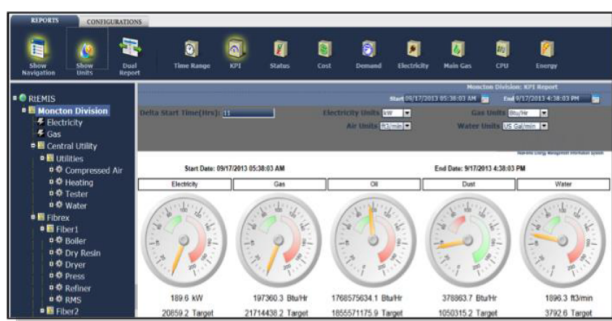 REPORTS CONFIGURATIONS
Show Navigation
Show Units
Dual Report
Time Range
KPI
Status
Cost
Demand
Electricity
Main Gas
CPU
Energy
Moncton Division: KPI Report
Start 09/17/2013 05:38:03 AM End 9/17/2013 4:38:03 PM
Delta Start Time(Hrs): 11 Electricity Units kW Gas Units Btu/Hr
Air Units ft3/min Water Units US Gal/min
RtEMIS
Moncton Division
Electricity
Gas
Central Utility
Utilities
Compressed Air
Heating
Tester
Water
Fibrex
Fiber1
Boiler
Dry Resin
Dryer
Press
Refiner
RMS
Fiber2
Start Date: 09/17/2013 05:38:03 AM End Date: 9/17/2013 4:38:03 PM
Electricity Gas Oil Dust Water
189.6 kW 197360.3 Btu/Hr 1768575634.1 Btu/Hr 378863.7 Btu/Hr 1896.3 ft3/min
20859.2 Target 21714438.2 Target 1855571175.9 Target 1050315.2 Target 3792.6 Target